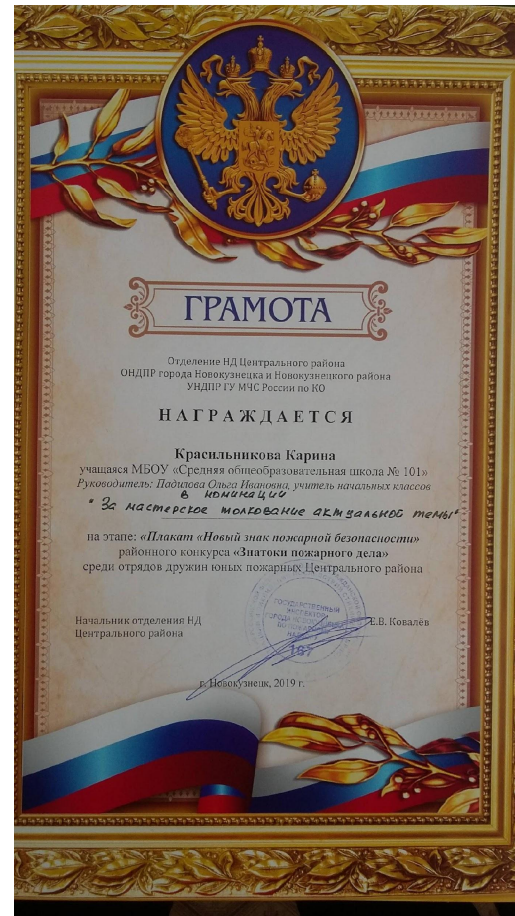 ГРАМОТА
Отделение НД Центрального района
ОНДПР города Новокузнецка и Новокузнецкого района
УНДПР ГУ МЧС России по КО
НАГРАЖДАЕТСЯ
Красильникова Карина
учащаяся МБОУ «Средняя общеобразовательная школа № 101»
Руководитель: Падилова Ольга Ивановна, учитель начальных классов
в номинации
"За мастерское толкование актуальной темы"
на этапе: «Плакат «Новый знак пожарной безопасности»
районного конкурса «Знатоки пожарного дела»
среди отрядов дружин юных пожарных Центрального района
ГОСУДАРСТВЕННЫЙ
Начальник отделения НД
Е.В. Ковалёв
Центрального района
167
г. Новокузнецк, 2019 г.